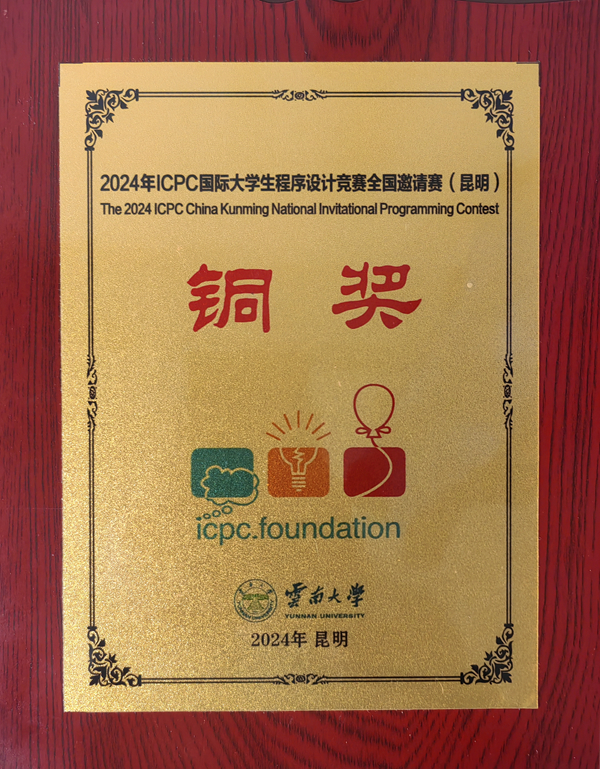 2024年ICPC国际大学生程序设计竞赛全国邀请赛（昆明）
The 2024 ICPC China Kunming National Invitational Programming Contest
铜奖
icpc.foundation
雲南大学
YUNNAN UNIVERSITY
2024年 昆明